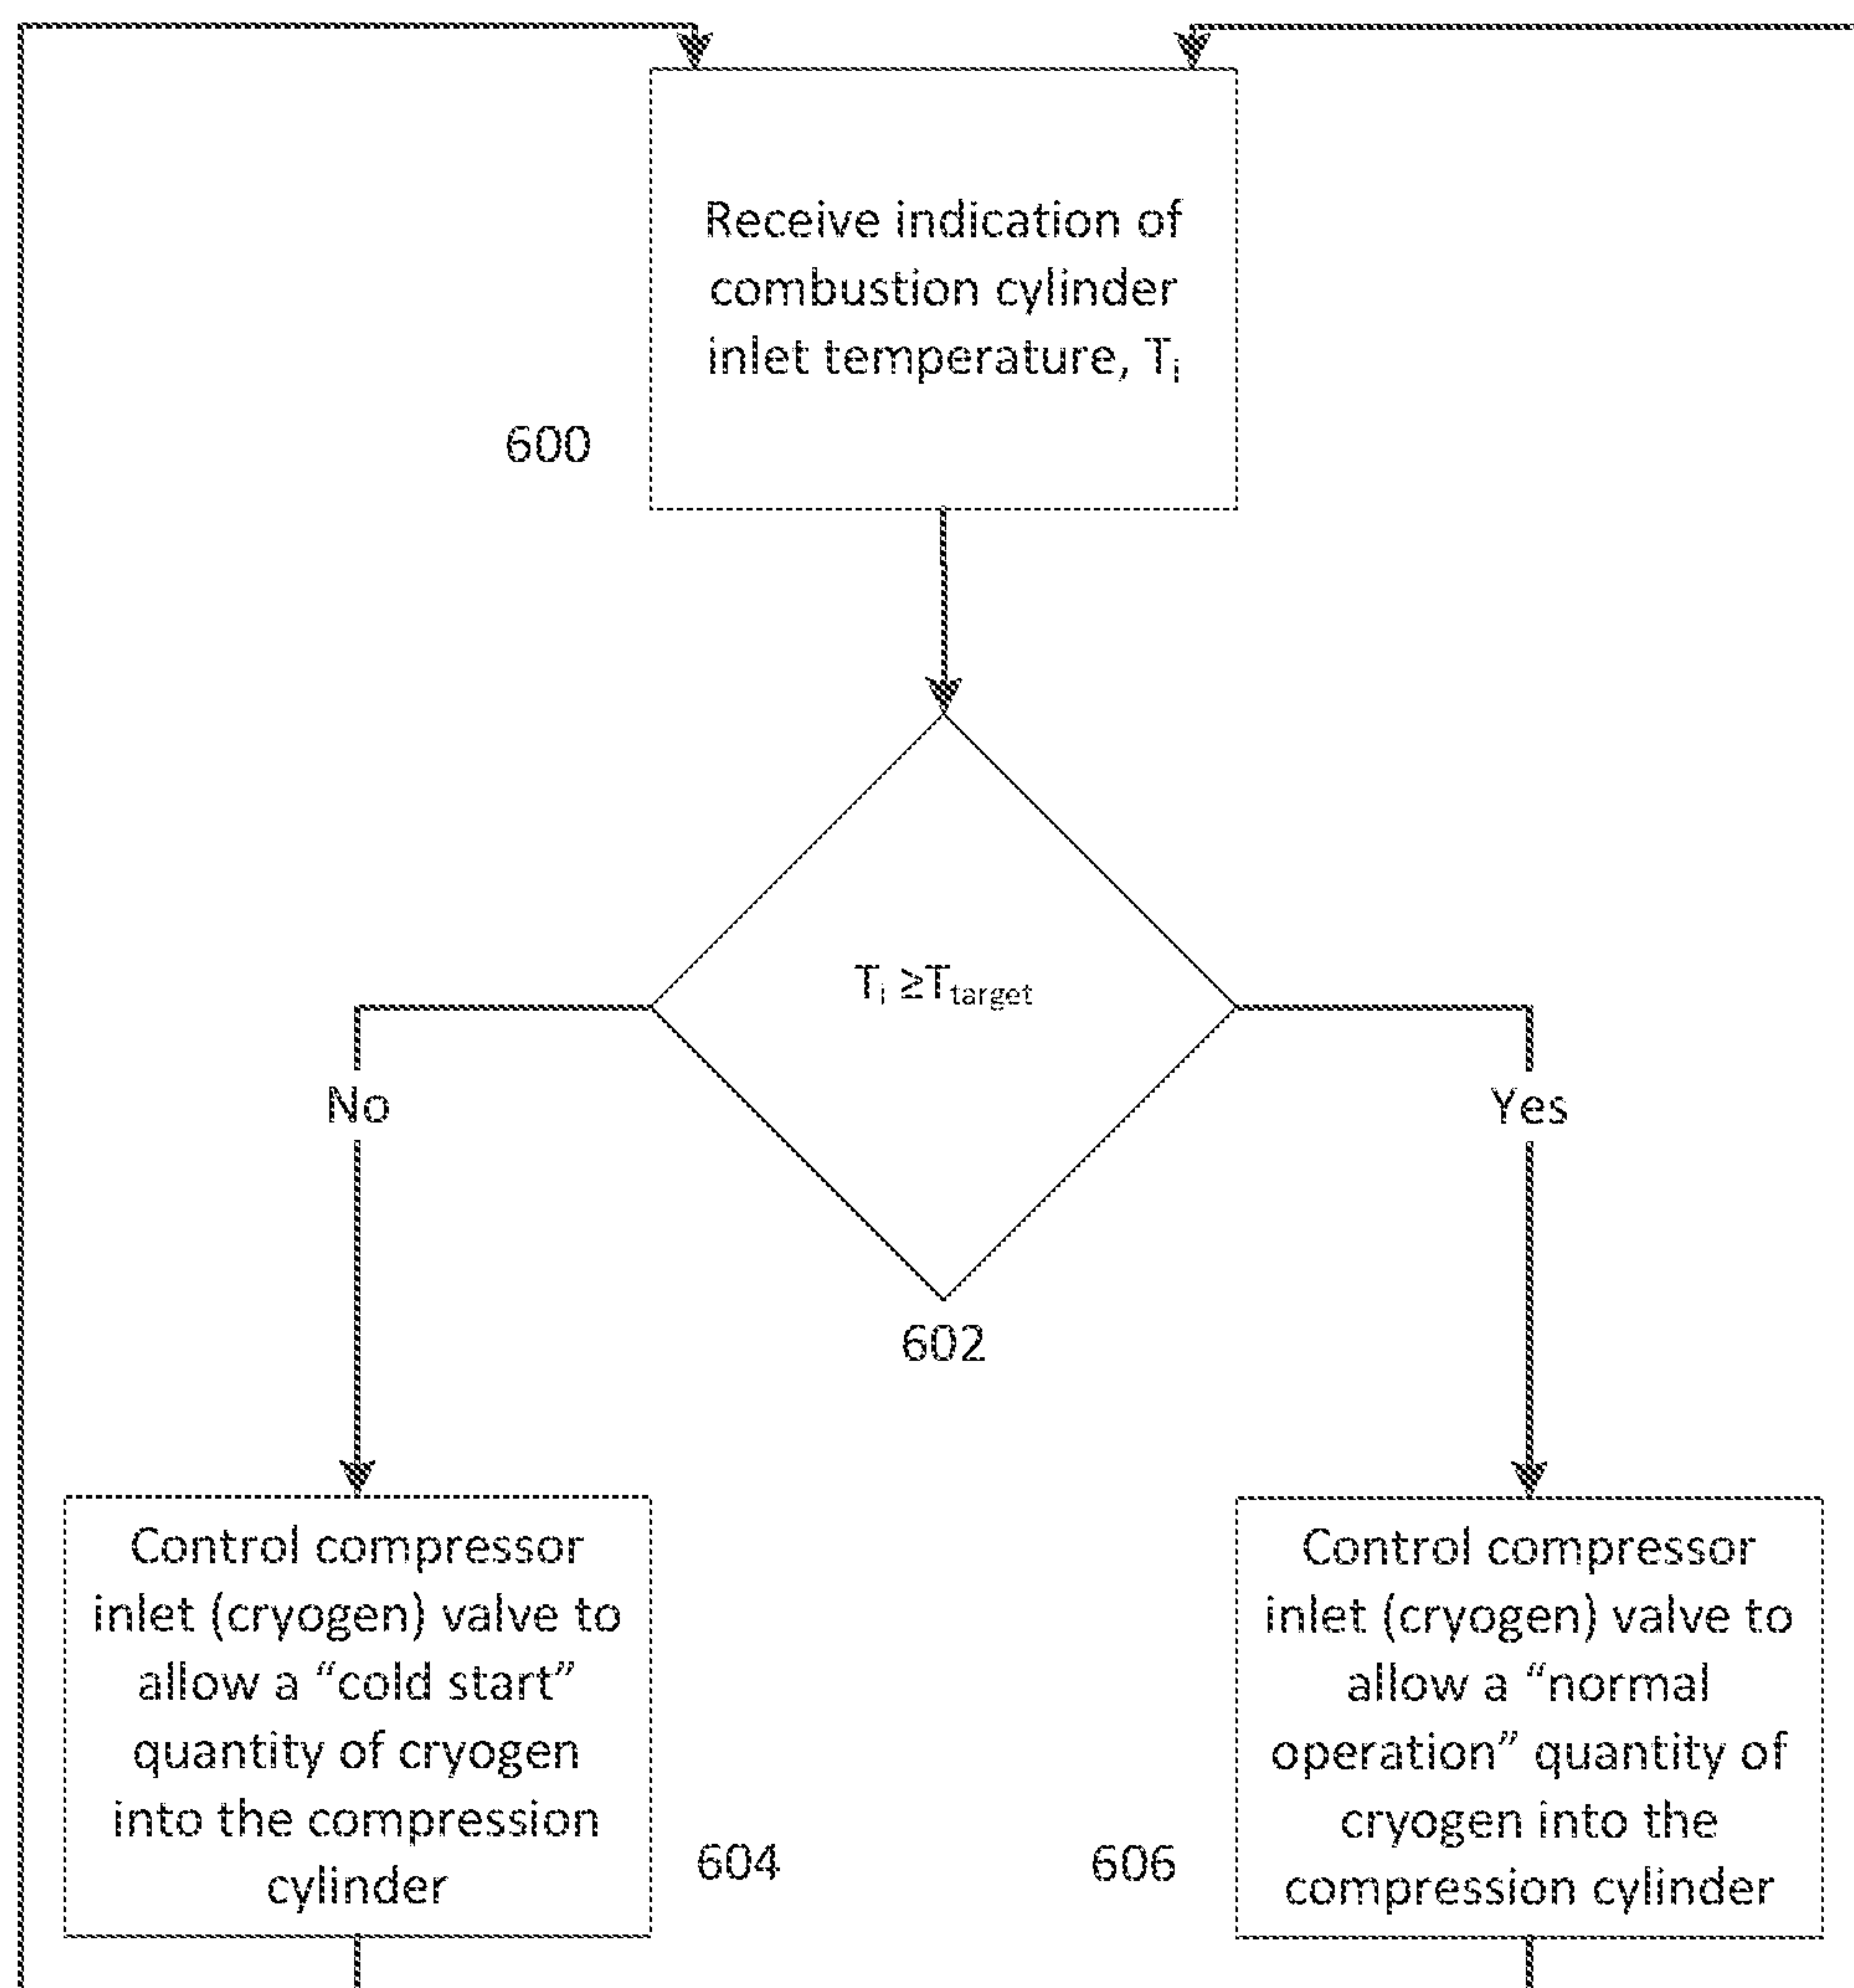 Receive indication of
combustion cylinder
inlet temperature, Tᵢ
600
Tᵢ ≥T_target
No
Yes
602
Control compressor
inlet (cryogen) valve to
allow a “cold start”
quantity of cryogen
into the compression
cylinder
604
606
Control compressor
inlet (cryogen) valve to
allow a “normal
operation” quantity of
cryogen into the
compression cylinder